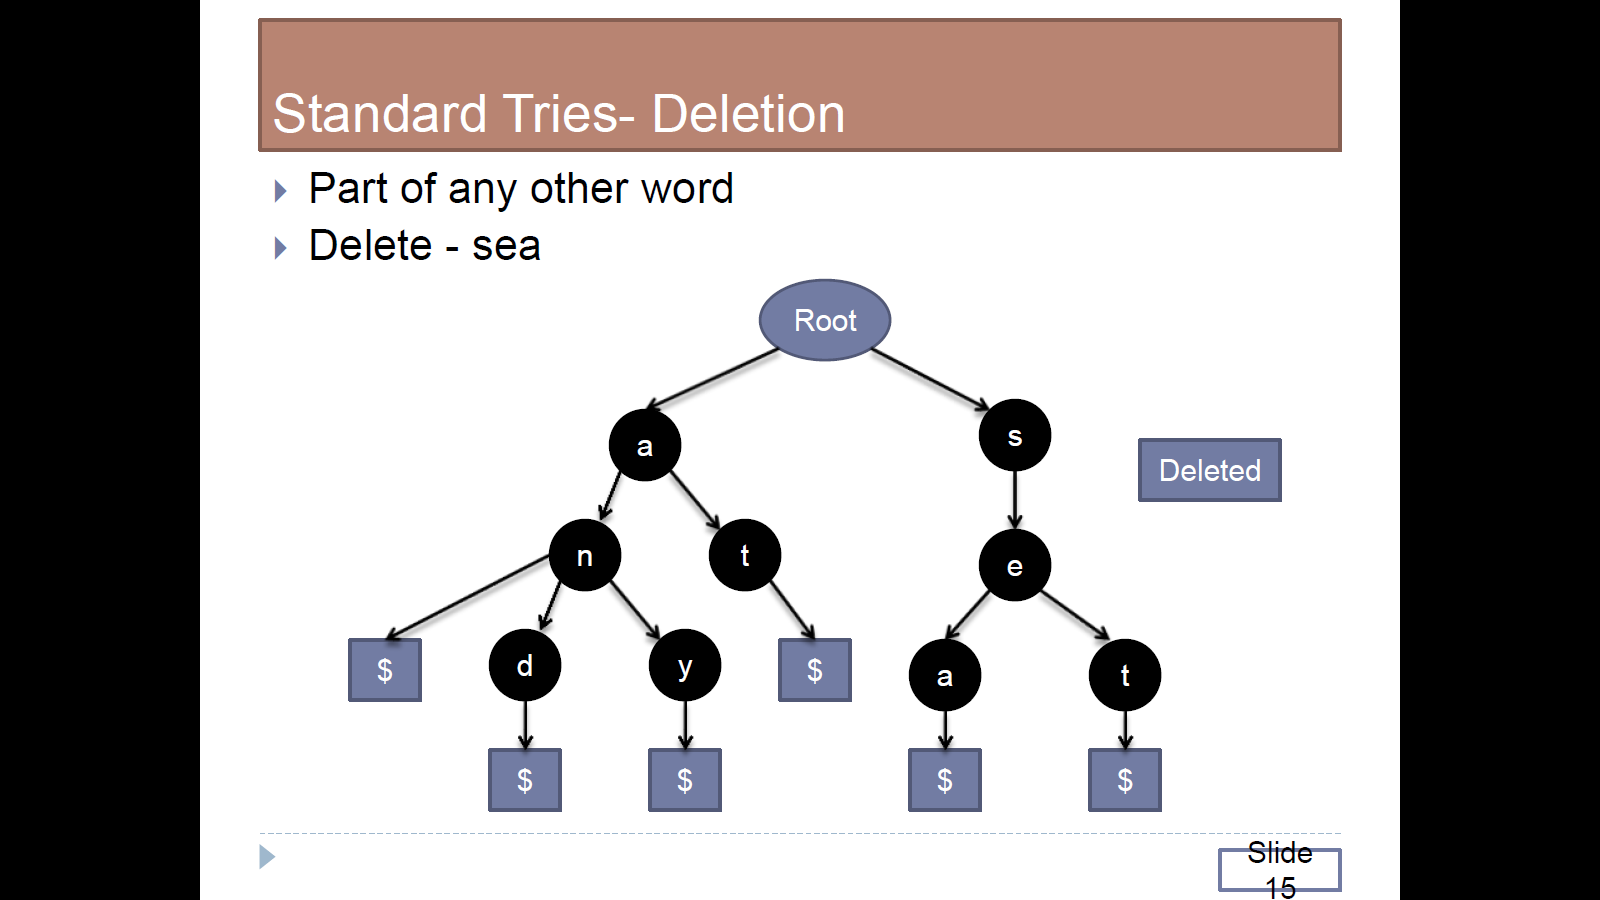 Standard Tries- Deletion
Part of any other word
Delete - sea
Root
a
s
Deleted
n
t
e
$
d
y
$
a
t
$
$
$
$
Slide
15